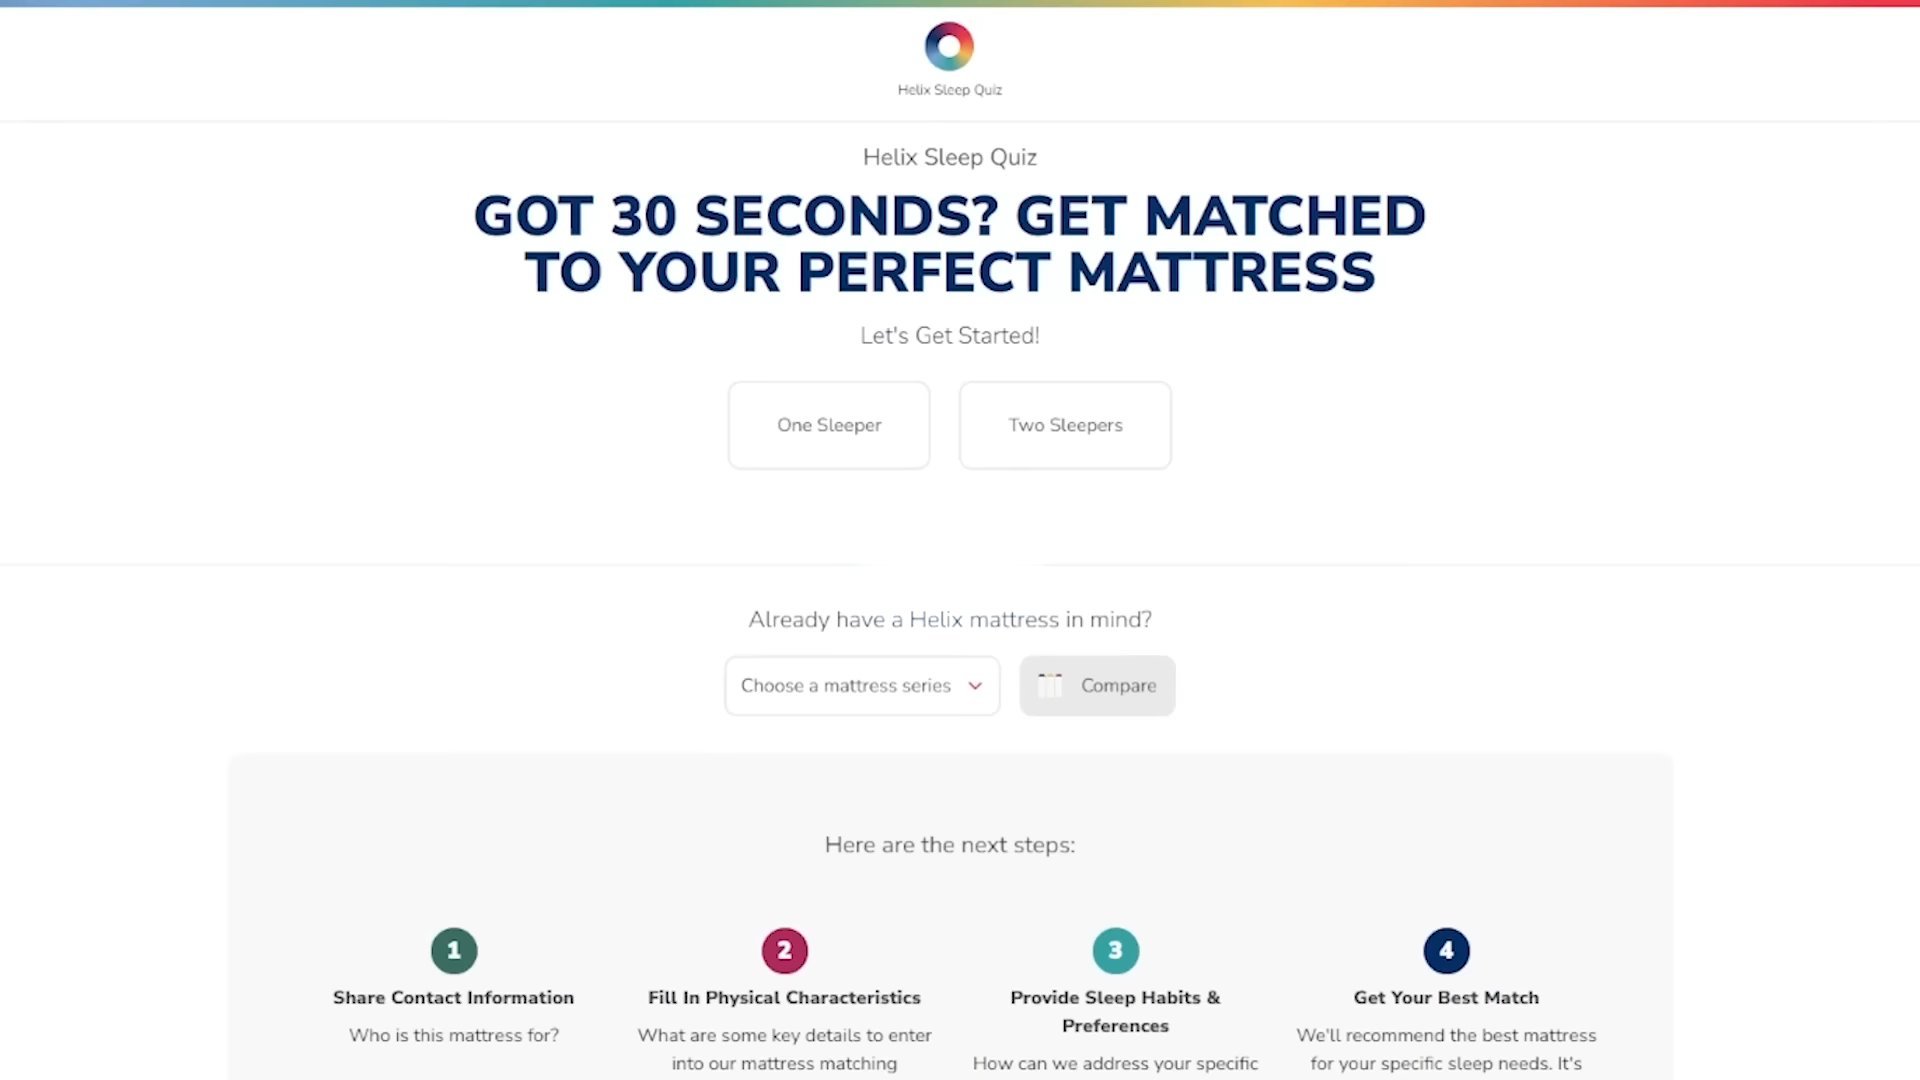 Helix Sleep Quiz
Helix Sleep Quiz
GOT 30 SECONDS? GET MATCHED
TO YOUR PERFECT MATTRESS
Let's Get Started!
One Sleeper
Two Sleepers
Already have a Helix mattress in mind?
Choose a mattress series
Compare
Here are the next steps:
1
Share Contact Information
Who is this mattress for?
2
Fill In Physical Characteristics
What are some key details to enter
into our mattress matching
3
Provide Sleep Habits &
Preferences
How can we address your specific
4
Get Your Best Match
We'll recommend the best mattress
for your specific sleep needs. It's